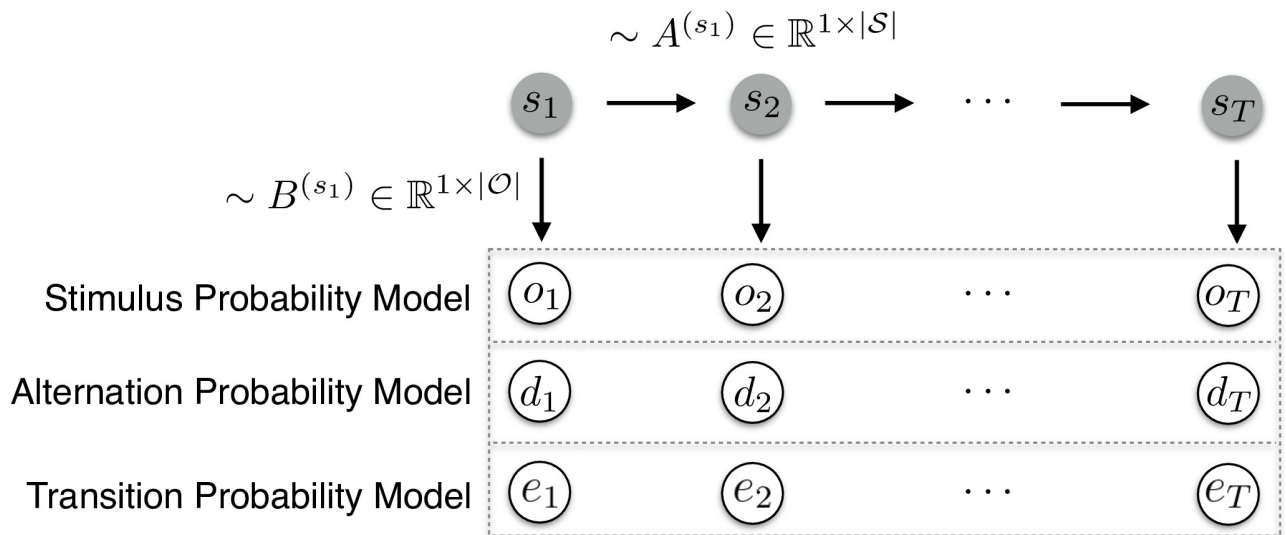 ∼ A^{(s_1)} ∈ ℝ^{1×|𝒮|}
s_1 s_2 · · · s_T
∼ B^{(s_1)} ∈ ℝ^{1×|𝒪|}
Stimulus Probability Model o_1 o_2 · · · o_T
Alternation Probability Model d_1 d_2 · · · d_T
Transition Probability Model e_1 e_2 · · · e_T